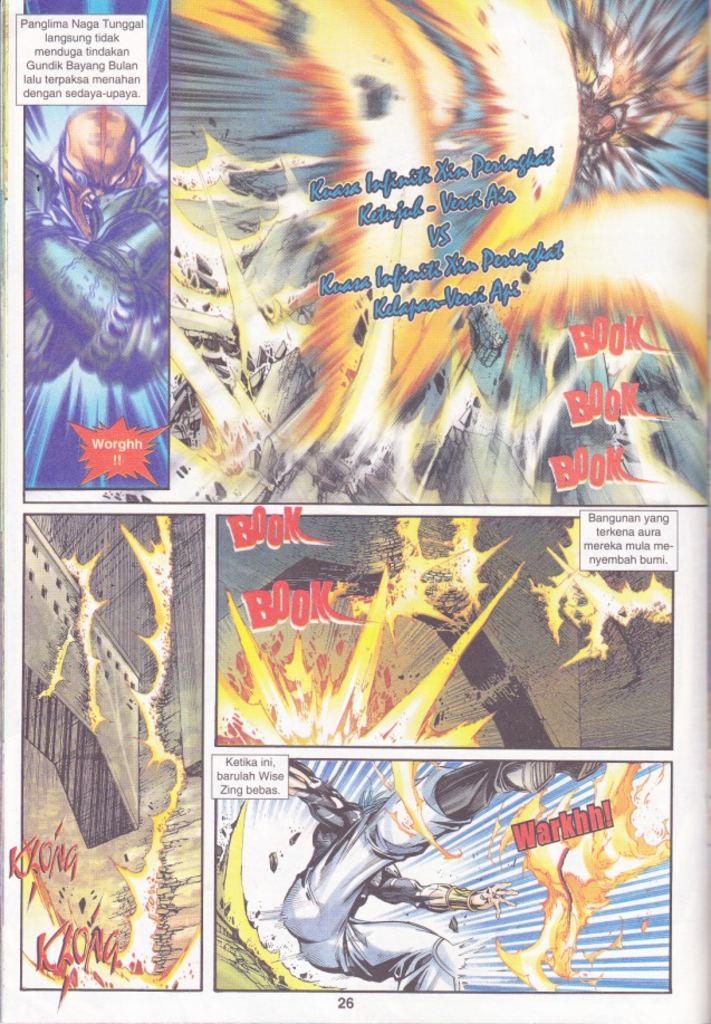 Panglima Naga Tunggal
langsung tidak
menduga tindakan
Gundik Bayang Bulan
lalu terpaksa menahan
dengan sedaya-upaya.
Kuasa Infiniti Xin Peringkat
Ketujuh - Versi Air
VS
Kuasa Infiniti Xin Peringkat
Kelapan-Versi Api
BOOK
BOOK
BOOK
Worghh
!!
BOOK
BOOK
Bangunan yang
terkena aura
mereka mula me-
nyembah bumi.
KLONG
KLONG
Ketika ini,
barulah Wise
Zing bebas.
Warkhh!
26